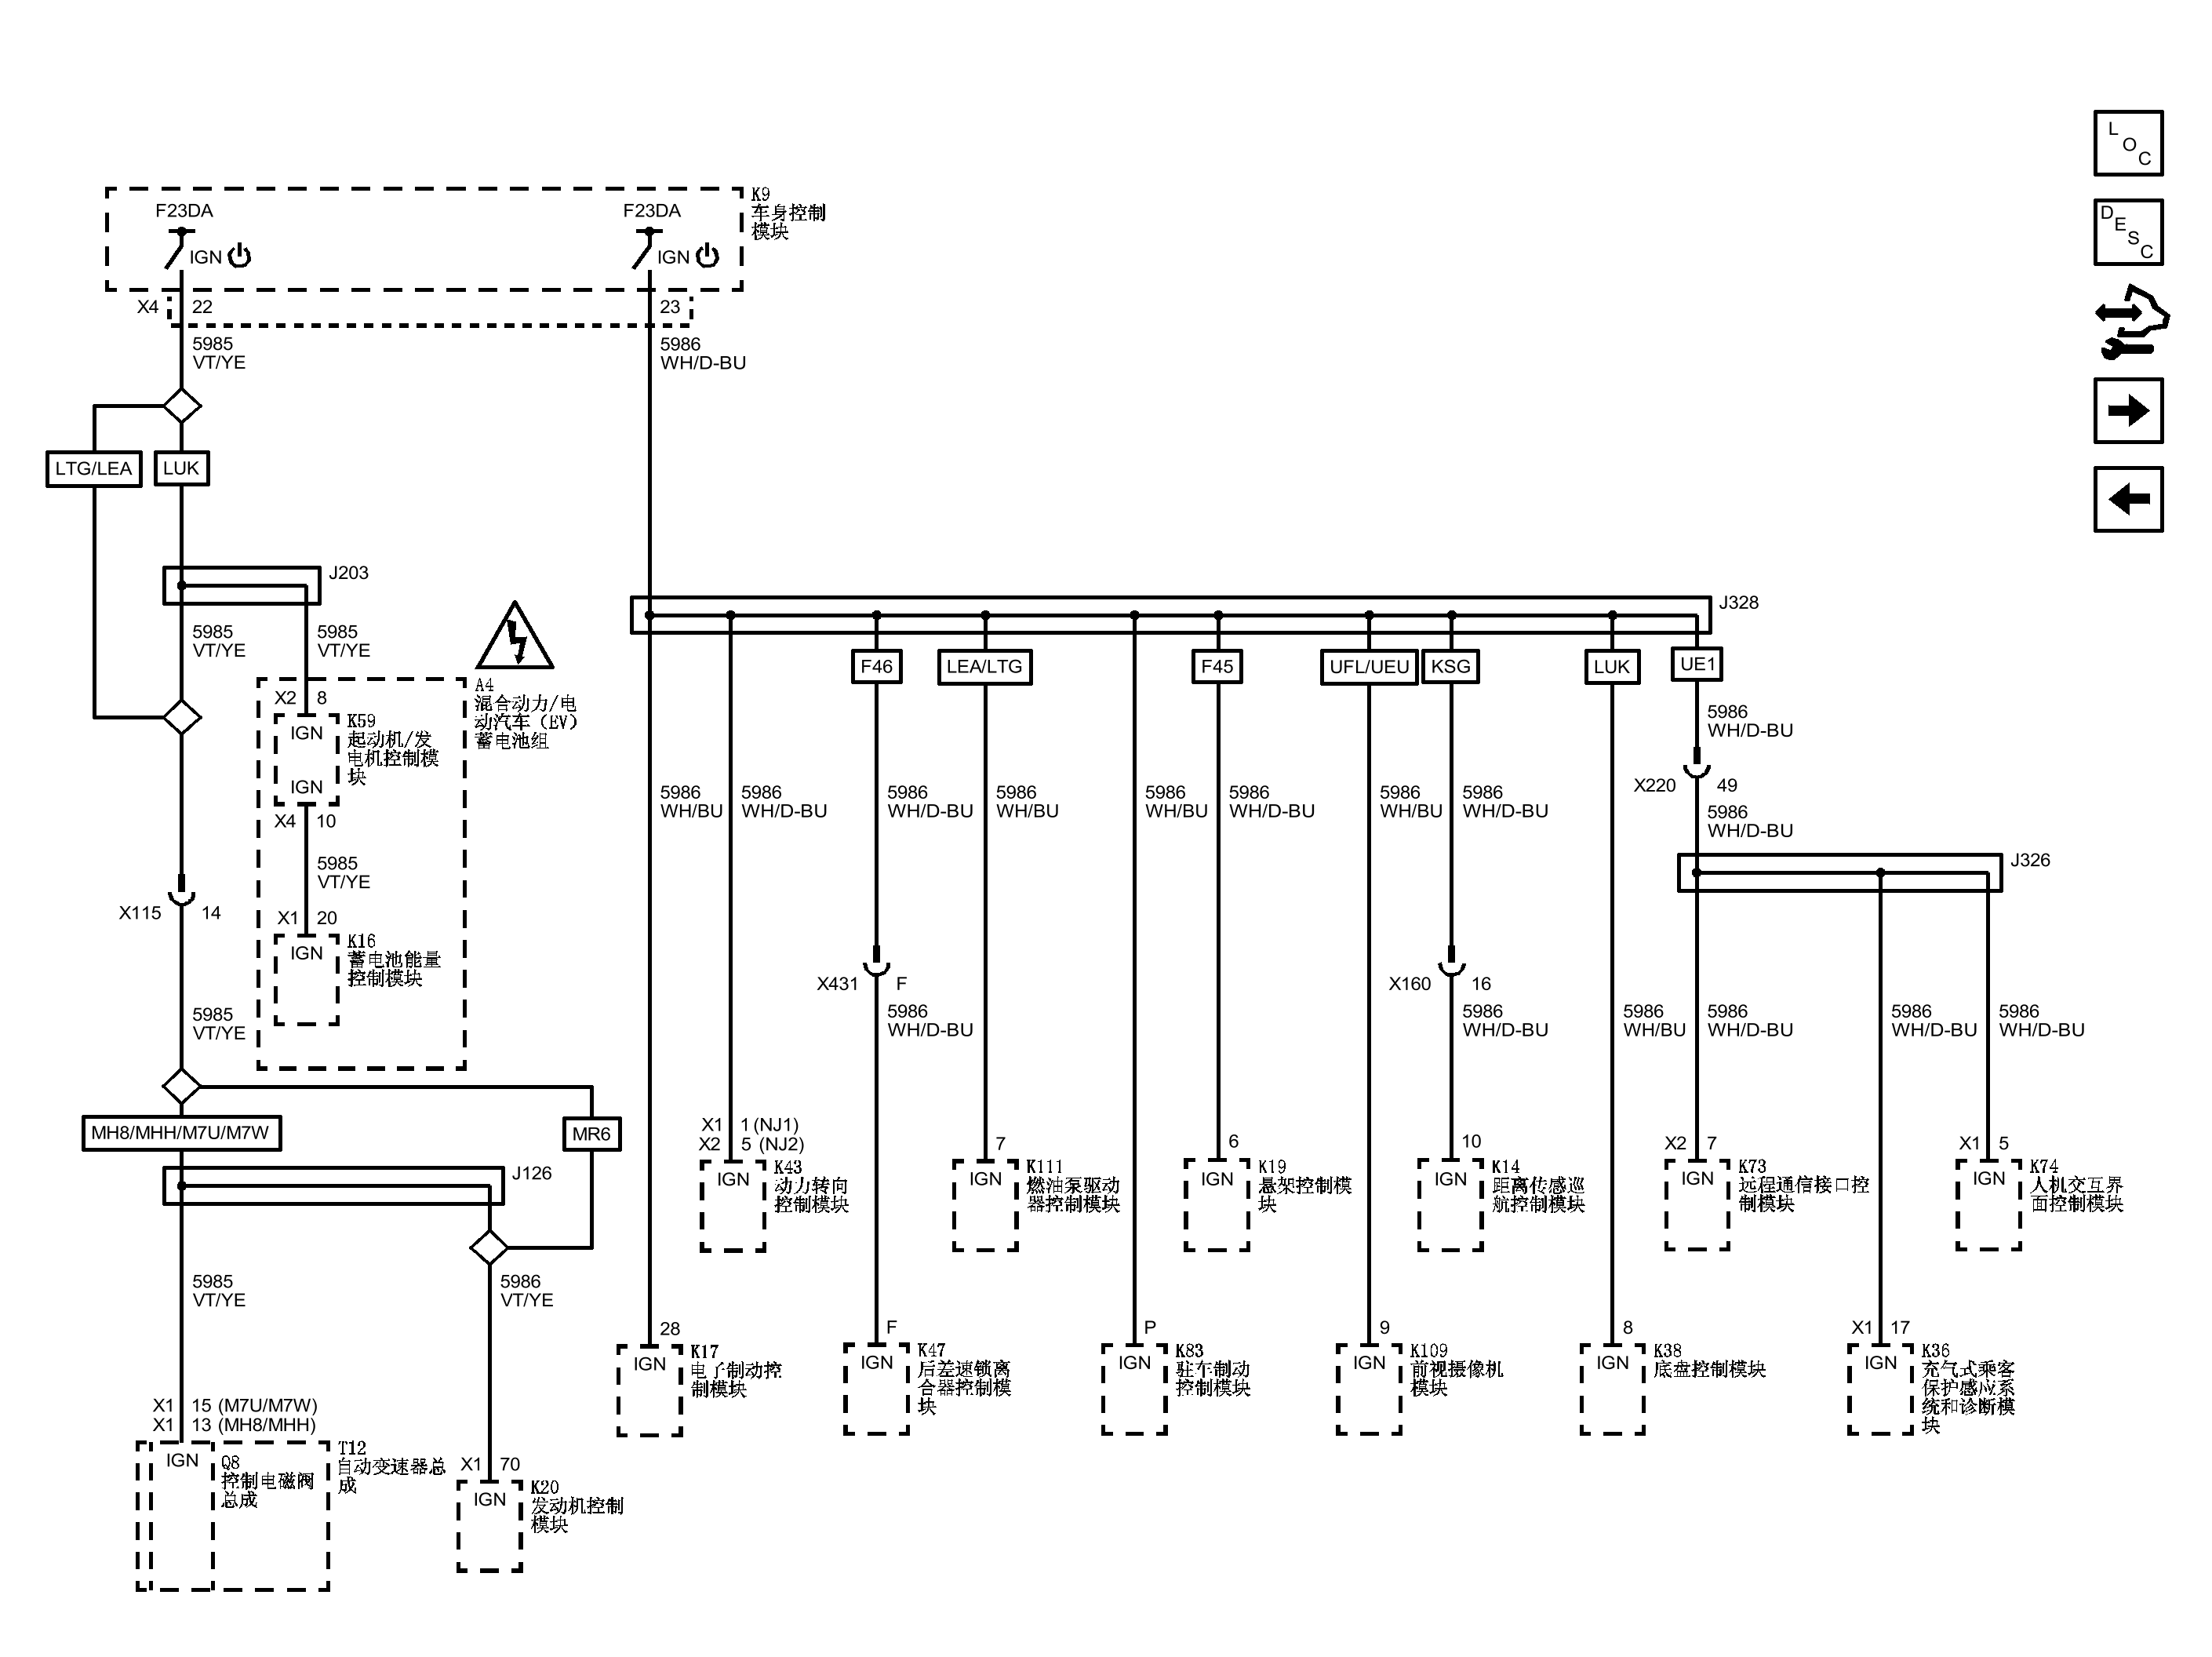 L
O
C
D
E
S
C
K9
车身控制
模块
F23DA
F23DA
IGN
IGN
X4
22
23
5985
VT/YE
5986
WH/D-BU
LTG/LEA
LUK
J203
5985
VT/YE
5985
VT/YE
A4
混合动力/电
动汽车（EV）
蓄电池组
X2
8
IGN
K59
起动机/发
电机控制模
块
IGN
X4
10
5985
VT/YE
X1
20
IGN
K16
蓄电池能量
控制模块
X115
14
5985
VT/YE
MH8/MHH/M7U/M7W
MR6
J126
5985
VT/YE
5986
VT/YE
X1
15 (M7U/M7W)
X1
13 (MH8/MHH)
IGN
Q8
控制电磁阀
总成
T12
自动变速器总
成
X1
70
IGN
K20
发动机控制
模块
J328
F46
LEA/LTG
F45
UFL/UEU
KSG
LUK
UE1
5986
WH/D-BU
X220
49
5986
WH/D-BU
5986
WH/BU
5986
WH/D-BU
5986
WH/D-BU
5986
WH/BU
5986
WH/BU
5986
WH/D-BU
5986
WH/BU
5986
WH/D-BU
J326
X431
F
5986
WH/D-BU
X160
16
5986
WH/D-BU
5986
WH/BU
5986
WH/D-BU
5986
WH/D-BU
5986
WH/D-BU
X1
1 (NJ1)
X2
5 (NJ2)
IGN
K43
动力转向
控制模块
7
IGN
K111
燃油泵驱动
器控制模块
6
IGN
K19
悬架控制模
块
10
IGN
K14
距离传感巡
航控制模块
X2
7
IGN
K73
远程通信接口控
制模块
X1
5
IGN
K74
人机交互界
面控制模块
28
IGN
K17
电子制动控
制模块
F
IGN
K47
后差速锁离
合器控制模
块
P
IGN
K83
驻车制动
控制模块
9
IGN
K109
前视摄像机
模块
8
IGN
K38
底盘控制模块
X1
17
IGN
K36
充气式乘客
保护感应系
统和诊断模
块